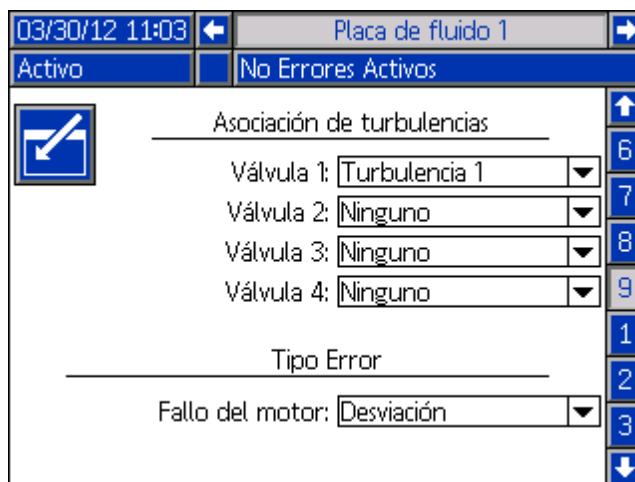 03/30/12 11:03 Placa de fluido 1
Activo No Errores Activos
Asociación de turbulencias
Válvula 1: Turbulencia 1
Válvula 2: Ninguno
Válvula 3: Ninguno
Válvula 4: Ninguno
Tipo Error
Fallo del motor: Desviación
6
7
8
9
1
2
3